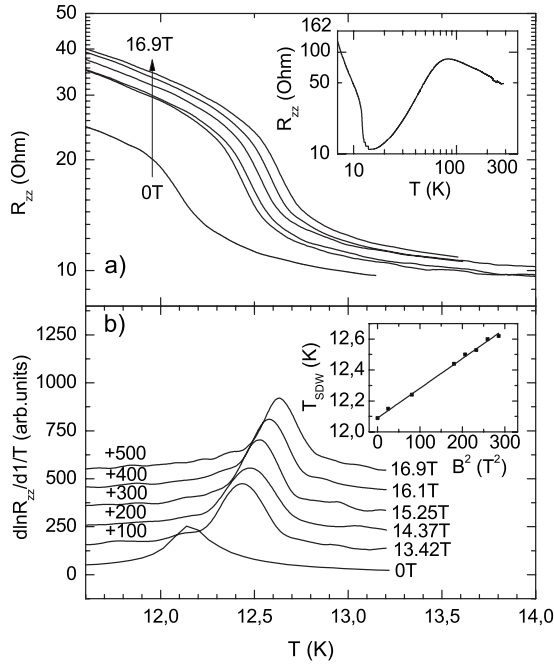 50
40
30
20
10
R_zz (Ohm)
16.9T
0T
a)
162
100
50
10
R_zz (Ohm)
10
100
300
T (K)
b)
1250
1000
750
500
250
0
dlnR_zz/d1/T (arb.units)
+500
+400
+300
+200
+100
16.9T
16.1T
15.25T
14.37T
13.42T
0T
12,6
12,4
12,2
12,0
T_SDW (K)
0
100
200
300
B² (T²)
12,0
12,5
13,0
13,5
14,0
T (K)